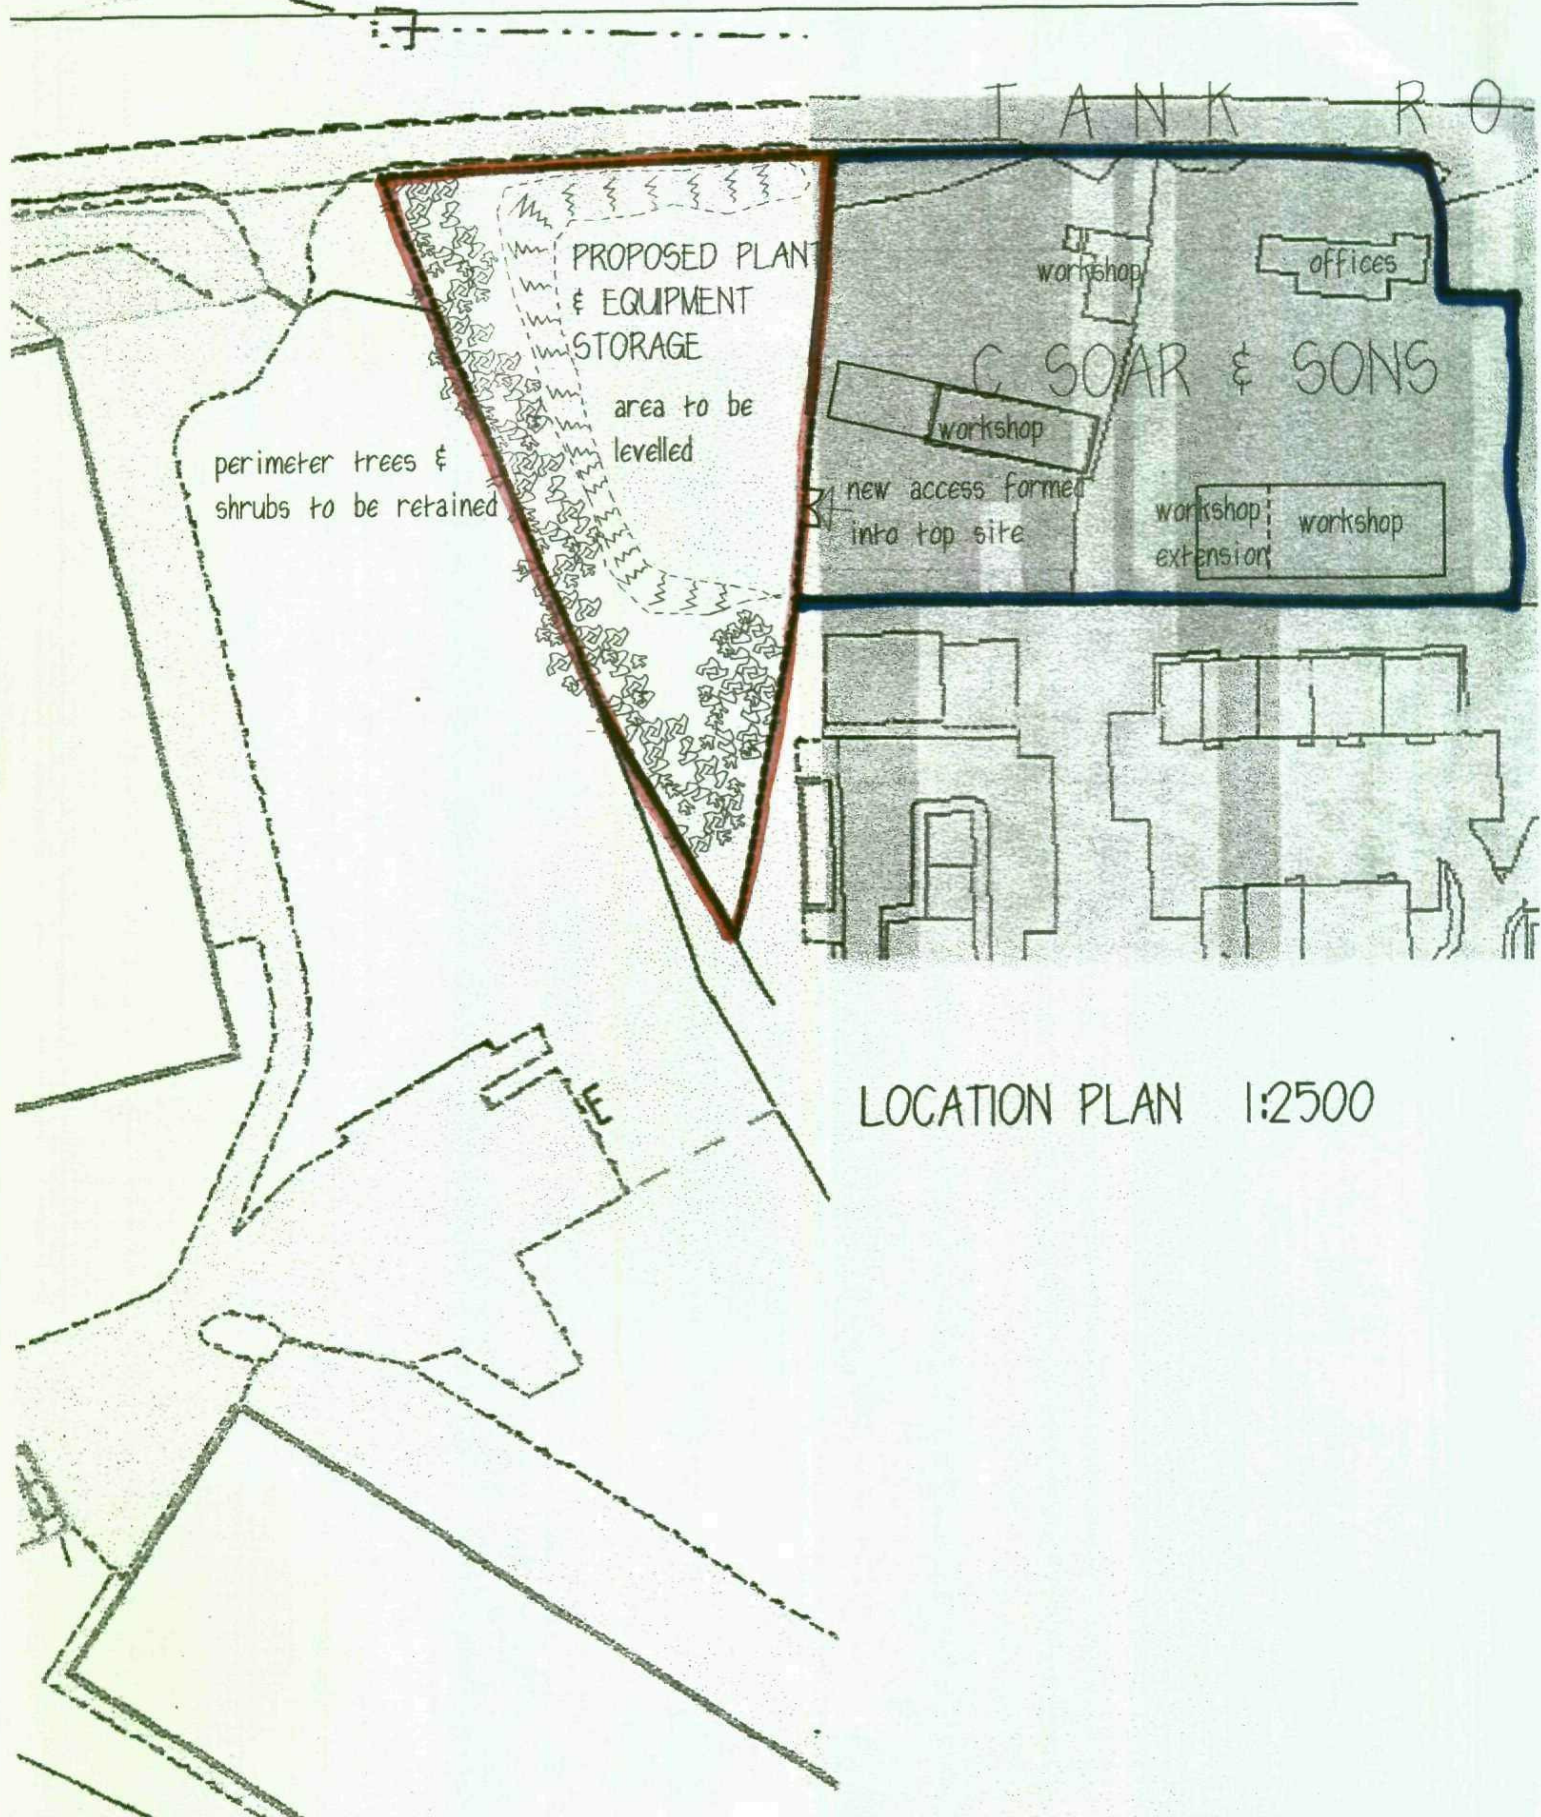 TANK RO
PROPOSED PLANT
& EQUIPMENT
STORAGE
area to be
levelled
perimeter trees &
shrubs to be retained
workshop
offices
C SOAR & SONS
workshop
new access formed
into top site
workshop
extension
workshop
LOCATION PLAN 1:2500